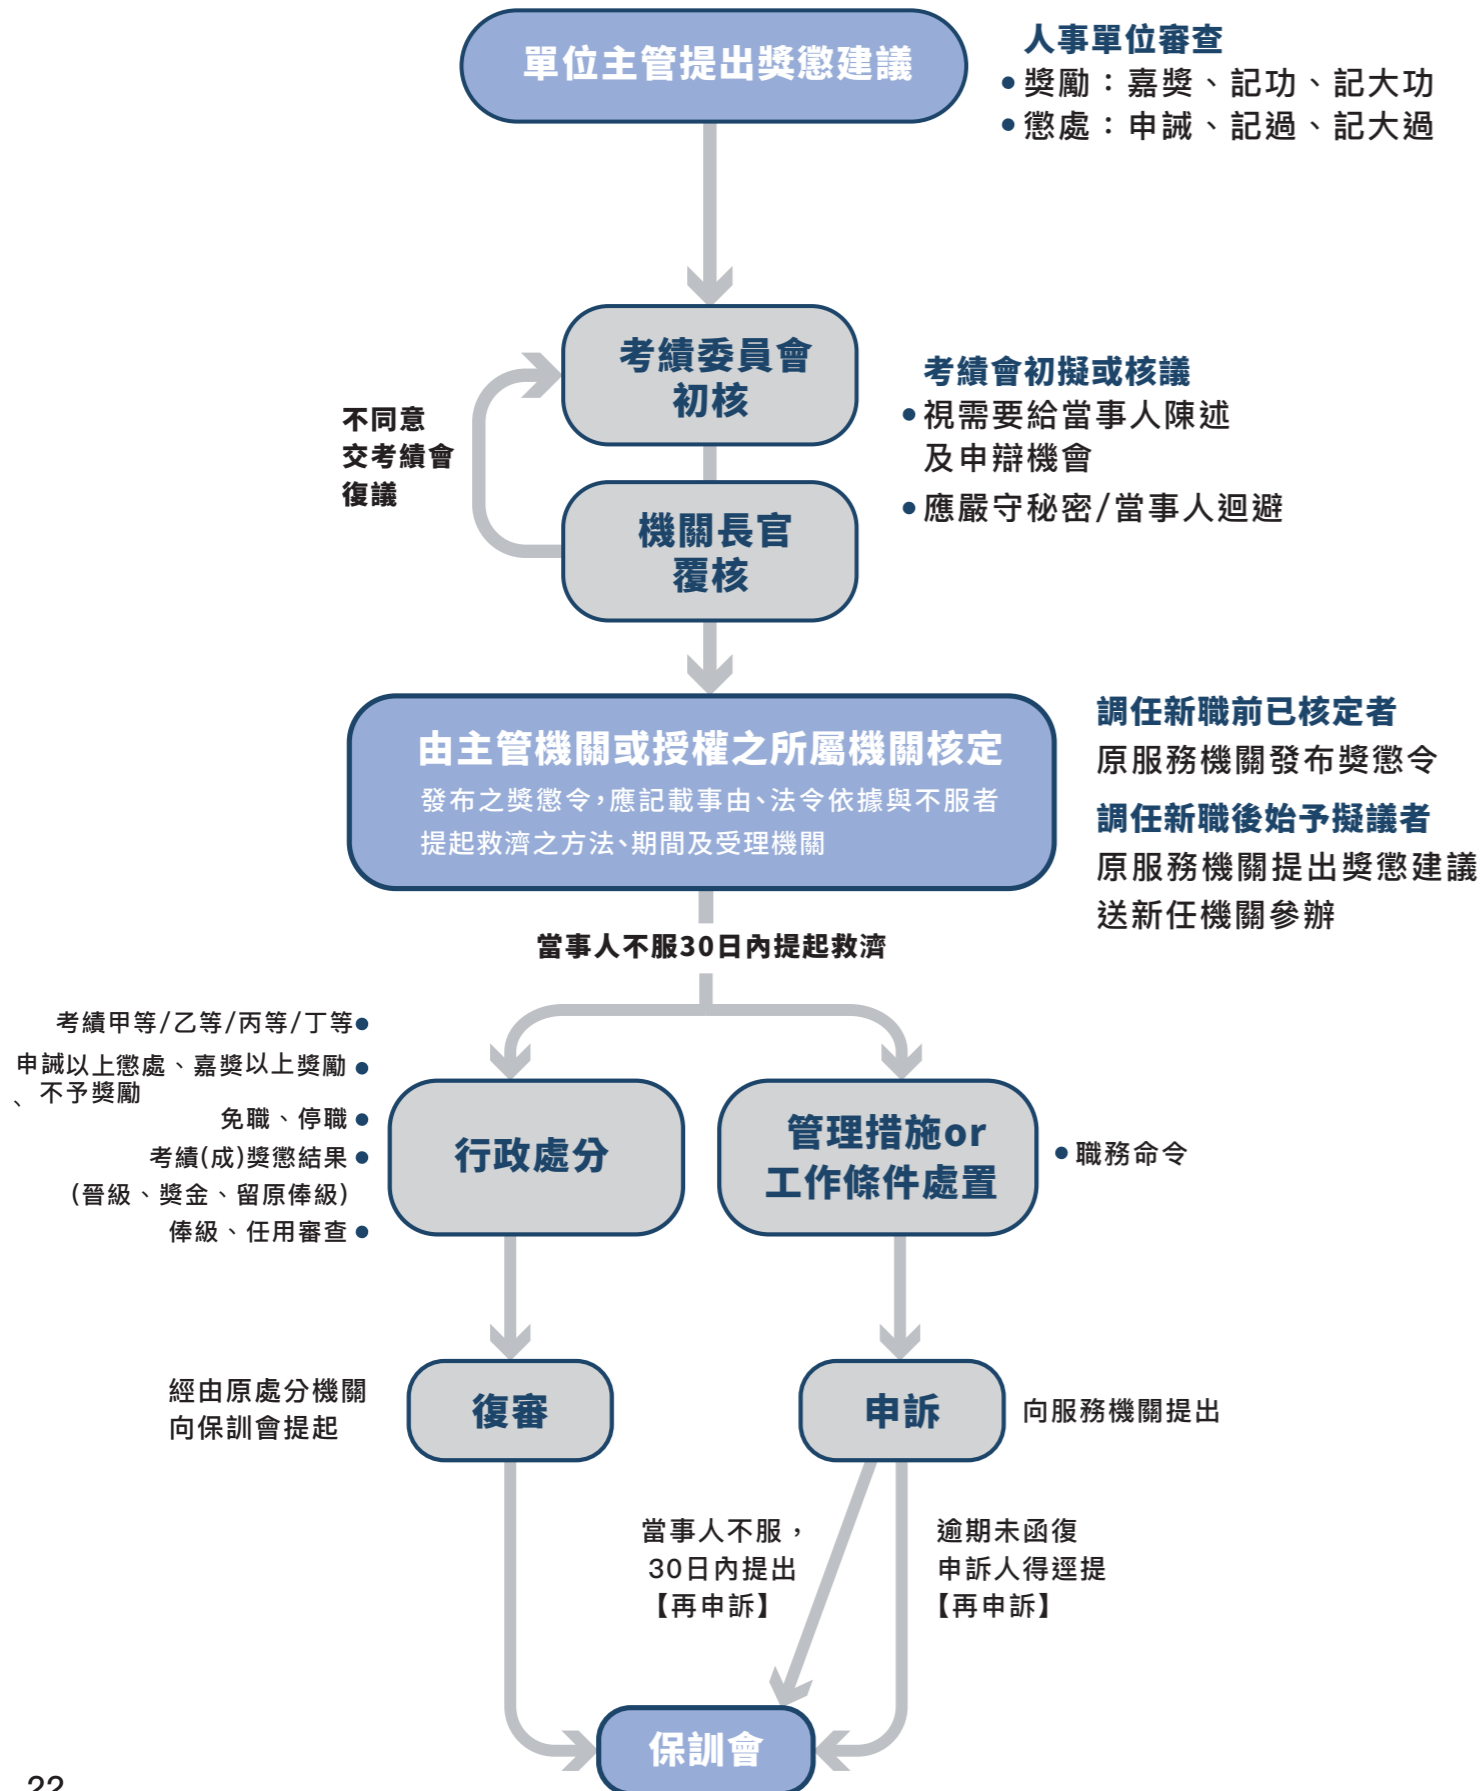 單位主管提出獎懲建議
人事單位審查
•獎勵：嘉獎、記功、記大功
•懲處：申誡、記過、記大過
考績委員會
初核
不同意
交考績會
復議
考績會初擬或核議
•視需要給當事人陳述
及申辯機會
•應嚴守秘密/當事人迴避
機關長官
覆核
由主管機關或授權之所屬機關核定
發布之獎懲令，應記載事由、法令依據與不服者
提起救濟之方法、期間及受理機關
調任新職前已核定者
原服務機關發布獎懲令
調任新職後始予擬議者
原服務機關提出獎懲建議
送新任機關參辦
當事人不服30日內提起救濟
考績甲等/乙等/丙等/丁等•
申誡以上懲處、嘉獎以上獎勵•
、不予獎勵
免職、停職•
考績(成)獎懲結果•
(晉級、獎金、留原俸級)
俸級、任用審查•
行政處分
管理措施or
工作條件處置
•職務命令
經由原處分機關
向保訓會提起
復審
申訴
向服務機關提出
當事人不服，
30日內提出
【再申訴】
逾期未函復
申訴人得逕提
【再申訴】
保訓會
22